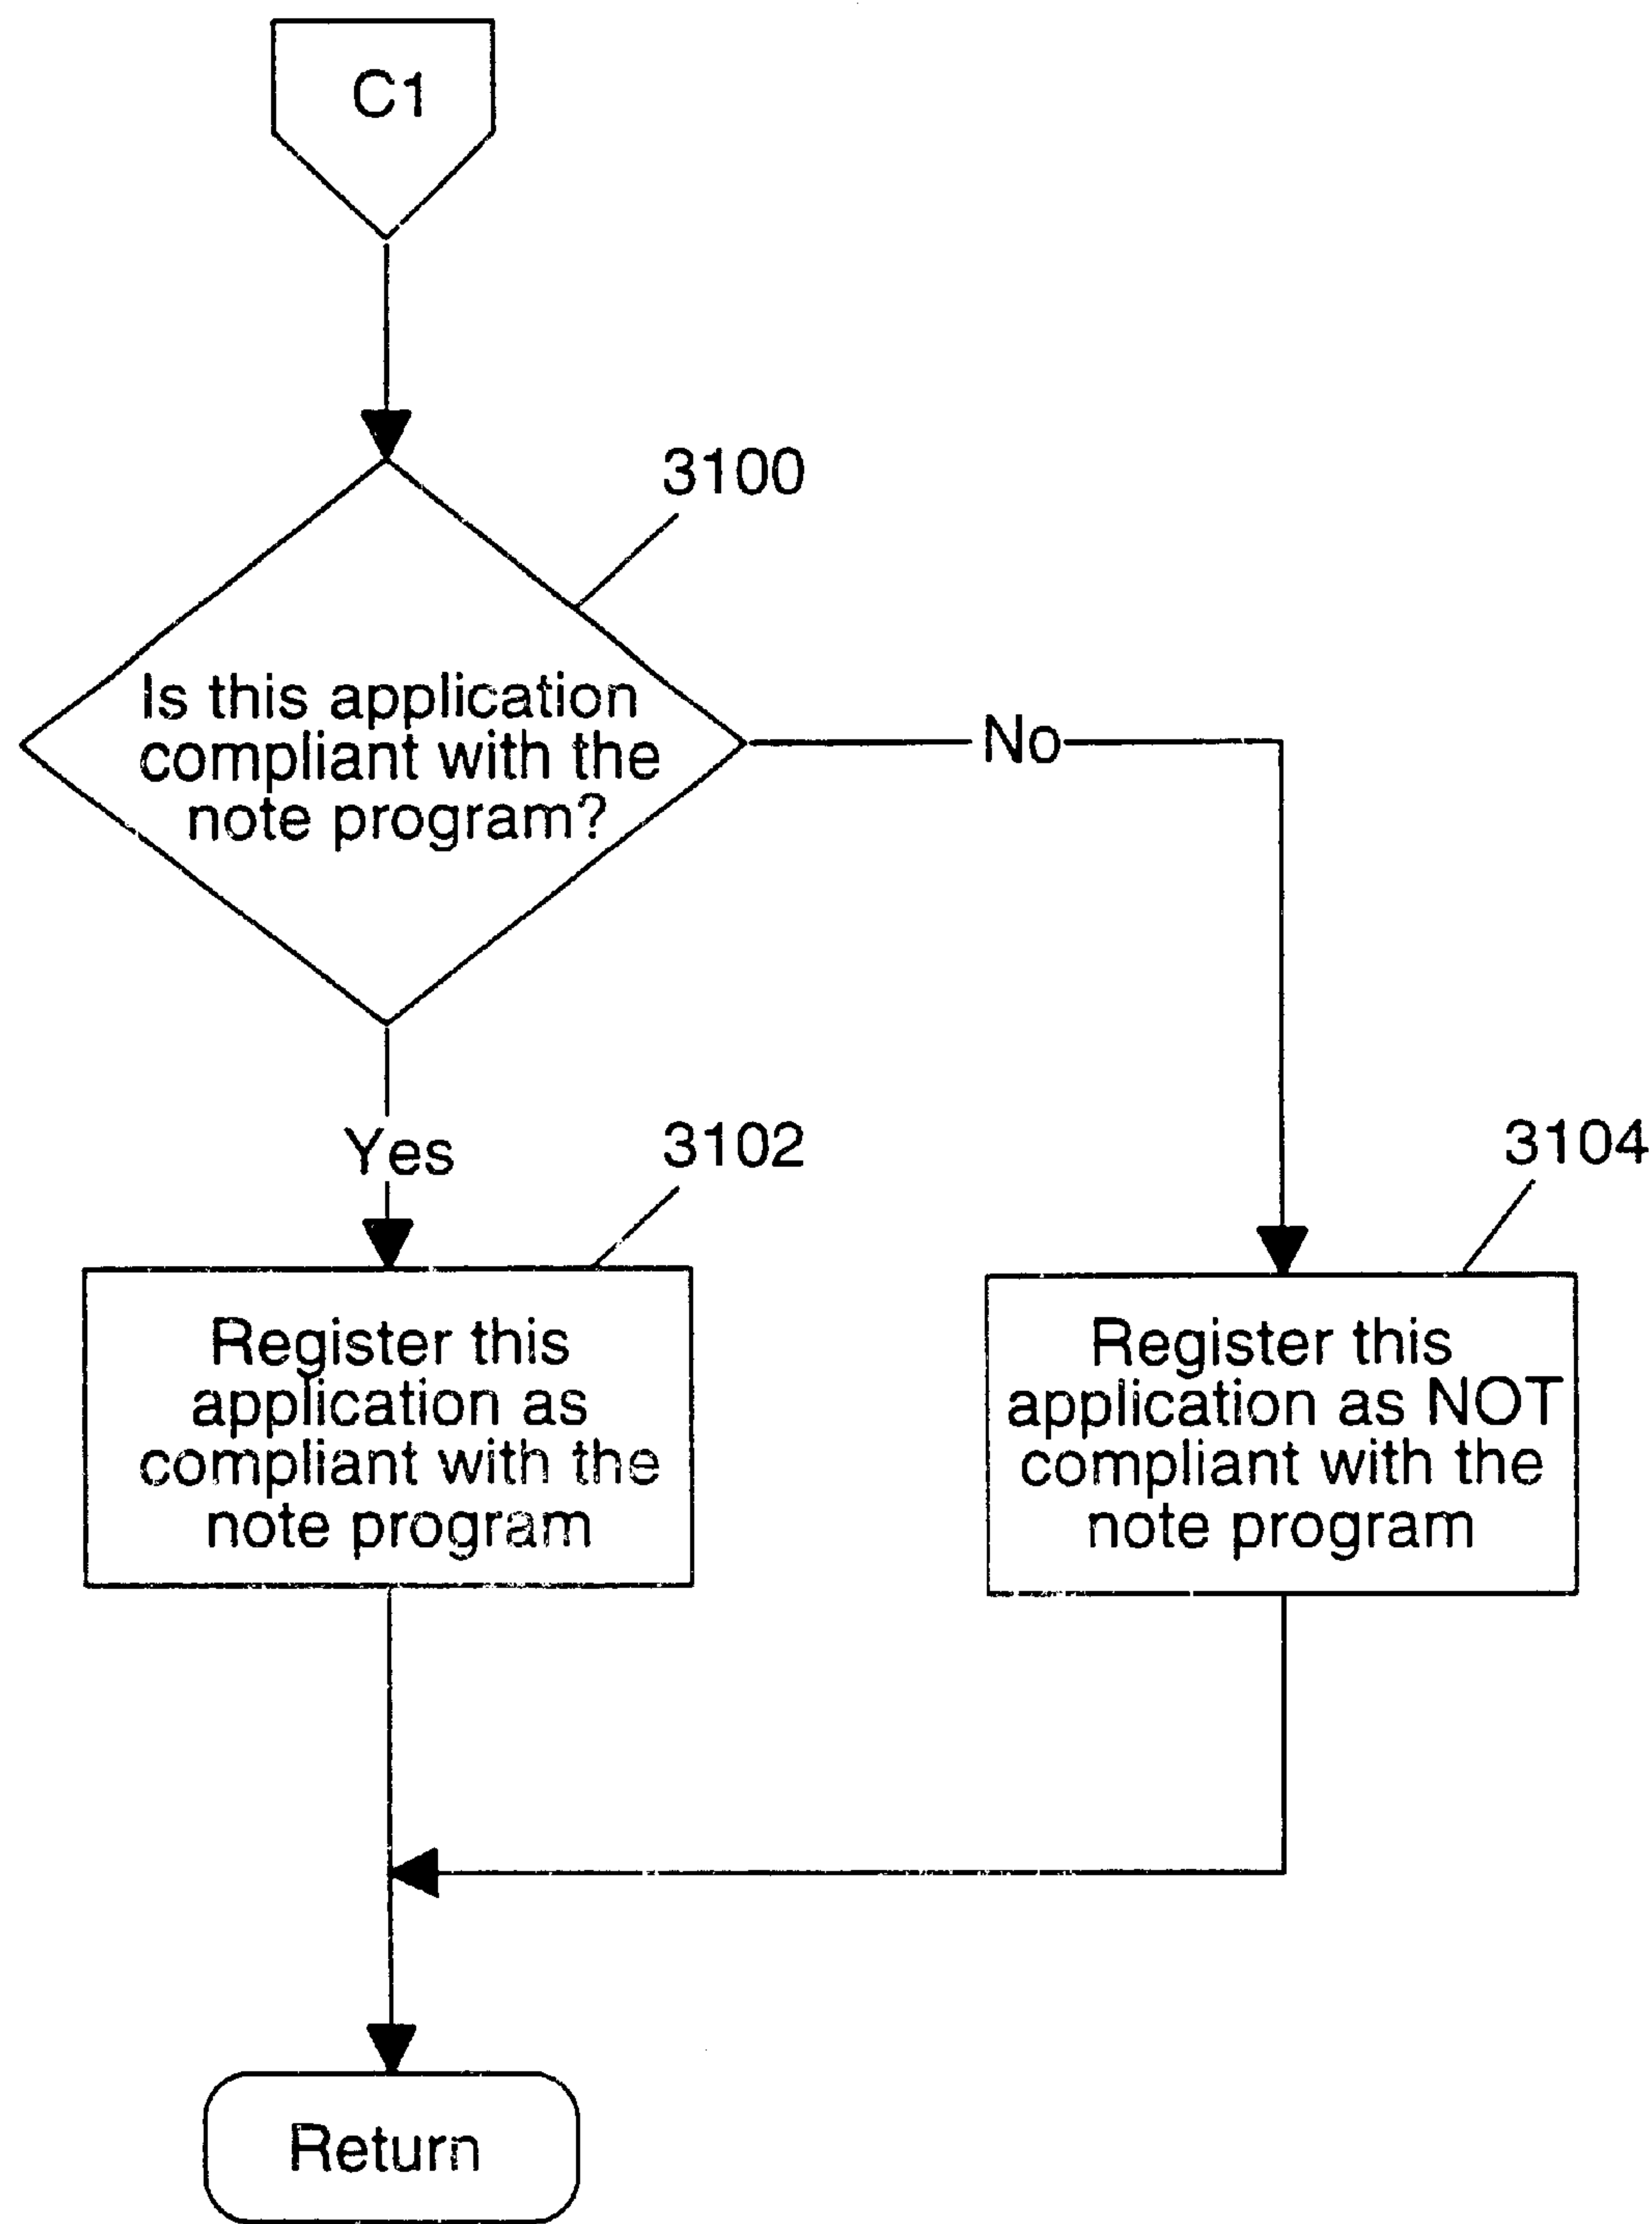 C1
3100
Is this application
compliant with the
note program?
No
Yes
3102
3104
Register this
application as
compliant with the
note program
Register this
application as NOT
compliant with the
note program
Return